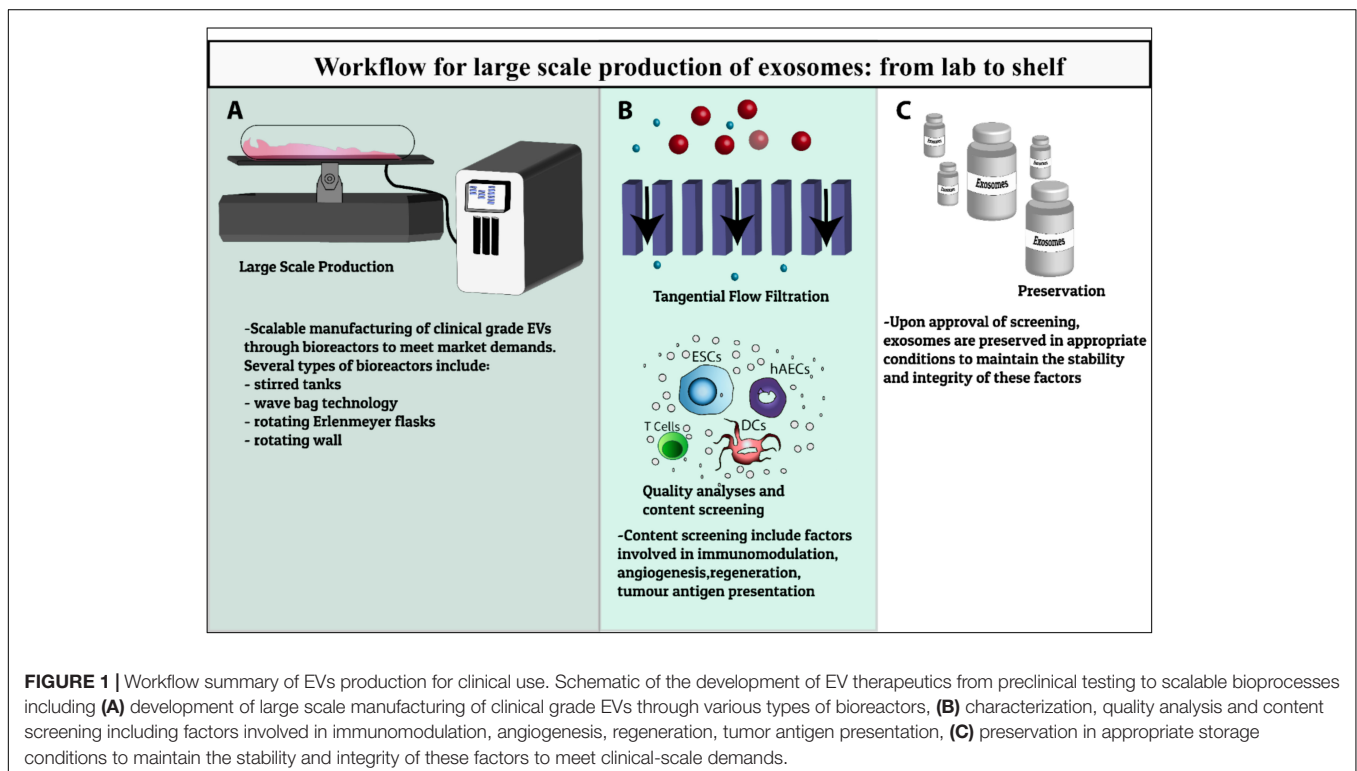 Workflow for large scale production of exosomes: from lab to shelf
A
Large Scale Production
-Scalable manufacturing of clinical grade EVs
through bioreactors to meet market demands.
Several types of bioreactors include:
- stirred tanks
- wave bag technology
- rotating Erlenmeyer flasks
- rotating wall
B
Tangential Flow Filtration
ESCs
hAECs
T Cells
DCs
Quality analyses and
content screening
-Content screening include factors
involved in immunomodulation,
angiogenesis,regeneration,
tumour antigen presentation
C
Exosomes
Exosomes
Exosomes
Exosomes
Exosomes
Preservation
-Upon approval of screening,
exosomes are preserved in appropriate
conditions to maintain the stability
and integrity of these factors
FIGURE 1 | Workflow summary of EVs production for clinical use. Schematic of the development of EV therapeutics from preclinical testing to scalable bioprocesses
including (A) development of large scale manufacturing of clinical grade EVs through various types of bioreactors, (B) characterization, quality analysis and content
screening including factors involved in immunomodulation, angiogenesis, regeneration, tumor antigen presentation, (C) preservation in appropriate storage
conditions to maintain the stability and integrity of these factors to meet clinical-scale demands.